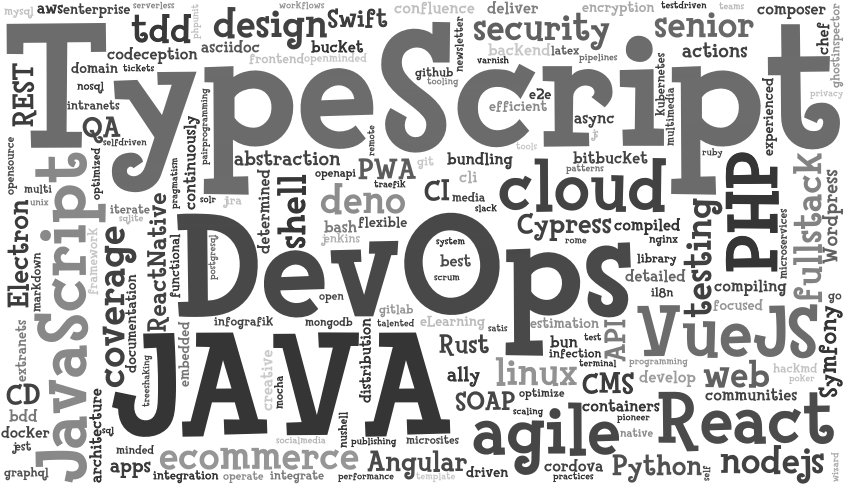 mysql
awsenterprise
serverless
phpunit
workflows
confluence
deliver
encryption
testdriven
teams
composer
tdd
design
Swift
newsletter
security
senior
chef
ghostinspector
codeception
asciidoc
bucket
backend
latex
actions
REST
TypeScript
domain
tickets
frontend
openminded
varnish
pipelines
nosql
github
tooling
kubernetes
multimedia
privacy
intranets
continuously
pairprogramming
efficient
e2e
async
js
experienced
QA
selfdriven
remote
tools
ruby
opensource
optimized
abstraction
openapi
PWA
git
bundling
bitbucket
patterns
multi
unix
pragmatism
solr
jra
determined
shell
traefik
deno
CI
cli
media
slack
cloud
PHP
fullstack
Wordpress
JavaScript
iterate
sqlite
ReactNative
functional
bash
jenkins
flexible
Cypress
compiled
rome
nginx
testing
microservices
Electron
markdown
framework
coverage
documentation
postgresql
DevOps
system
best
scrum
library
detailed
il8n
compiling
go
open
gitlab
talented
focused
extranets
infografik
mongodb
eLearning
satis
estimation
API
VueJS
Symfony
embedded
JAVA
treeshaking
creative
mocha
distribution
Rust
bun
test
infection
terminal
programming
hacKmd
poker
CD
bdd
docker
jest
graphql
architecture
sql
ally
linux
CMS
develop
web
SOAP
optimize
scaling
containers
pioneer
communities
minded
apps
integration
ecommerce
operate
integrate
socialmedia
nushell
publishing
microsites
agile
native
React
performance
Angular
template
driven
cordova
practices
Python
self
nodejs
wizard